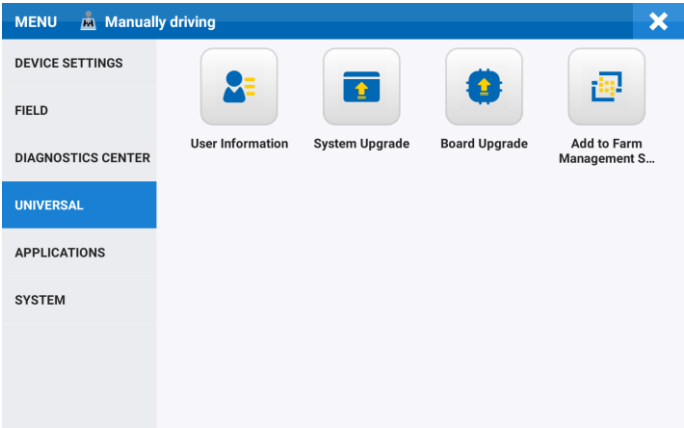 MENU Manually driving
DEVICE SETTINGS
FIELD
DIAGNOSTICS CENTER
UNIVERSAL
APPLICATIONS
SYSTEM
User Information
System Upgrade
Board Upgrade
Add to Farm
Management S...